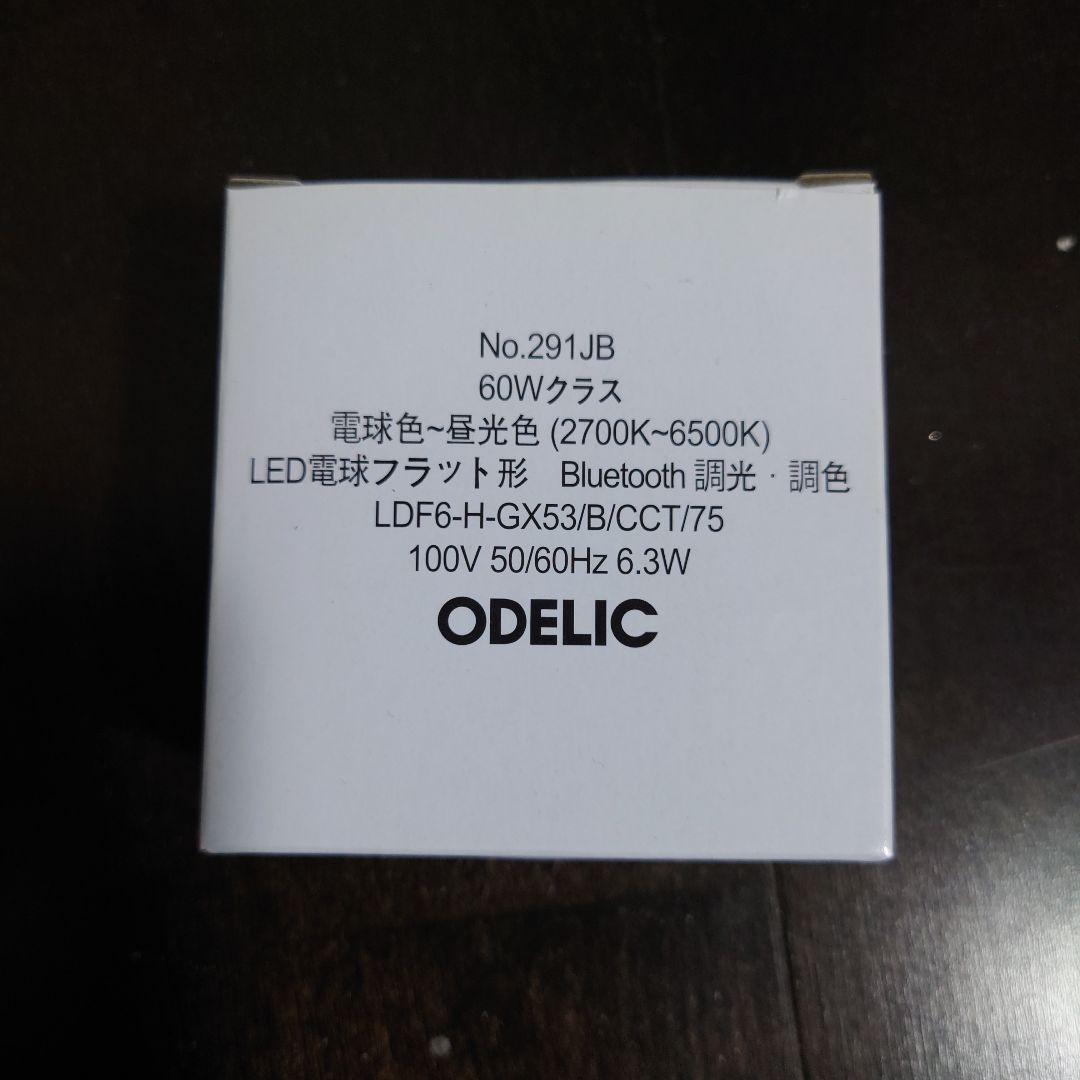 No.291JB
60Wクラス
電球色~昼光色 (2700K~6500K)
LED電球フラット形　Bluetooth 調光・調色
LDF6-H-GX53/B/CCT/75
100V 50/60Hz 6.3W
ODELIC